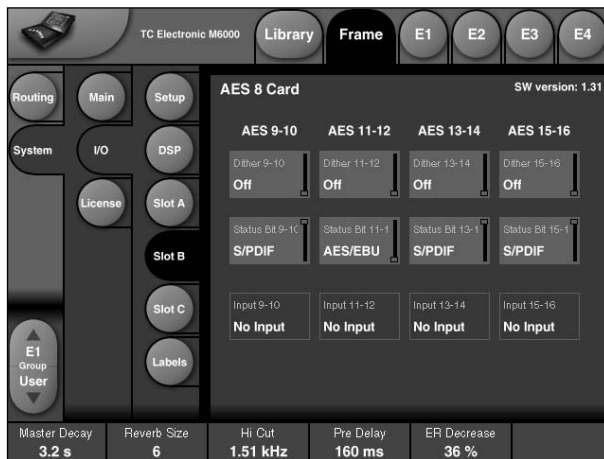 TC Electronic M6000
Library
Frame
E1
E2
E3
E4
Routing
Main
Setup
System
I/O
DSP
License
Slot A
Slot B
Slot C
Labels
E1
Group
User
AES 8 Card
SW version: 1.31
AES 9-10 AES 11-12 AES 13-14 AES 15-16
Dither 9-10 Dither 11-12 Dither 13-14 Dither 15-16
Off Off Off Off
Status Bit 9-10 Status Bit 11-1 Status Bit 13-1 Status Bit 15-1
S/PDIF AES/EBU S/PDIF S/PDIF
Input 9-10 Input 11-12 Input 13-14 Input 15-16
No Input No Input No Input No Input
Master Decay Reverb Size Hi Cut Pre Delay ER Decrease
3.2 s 6 1.51 kHz 160 ms 36 %